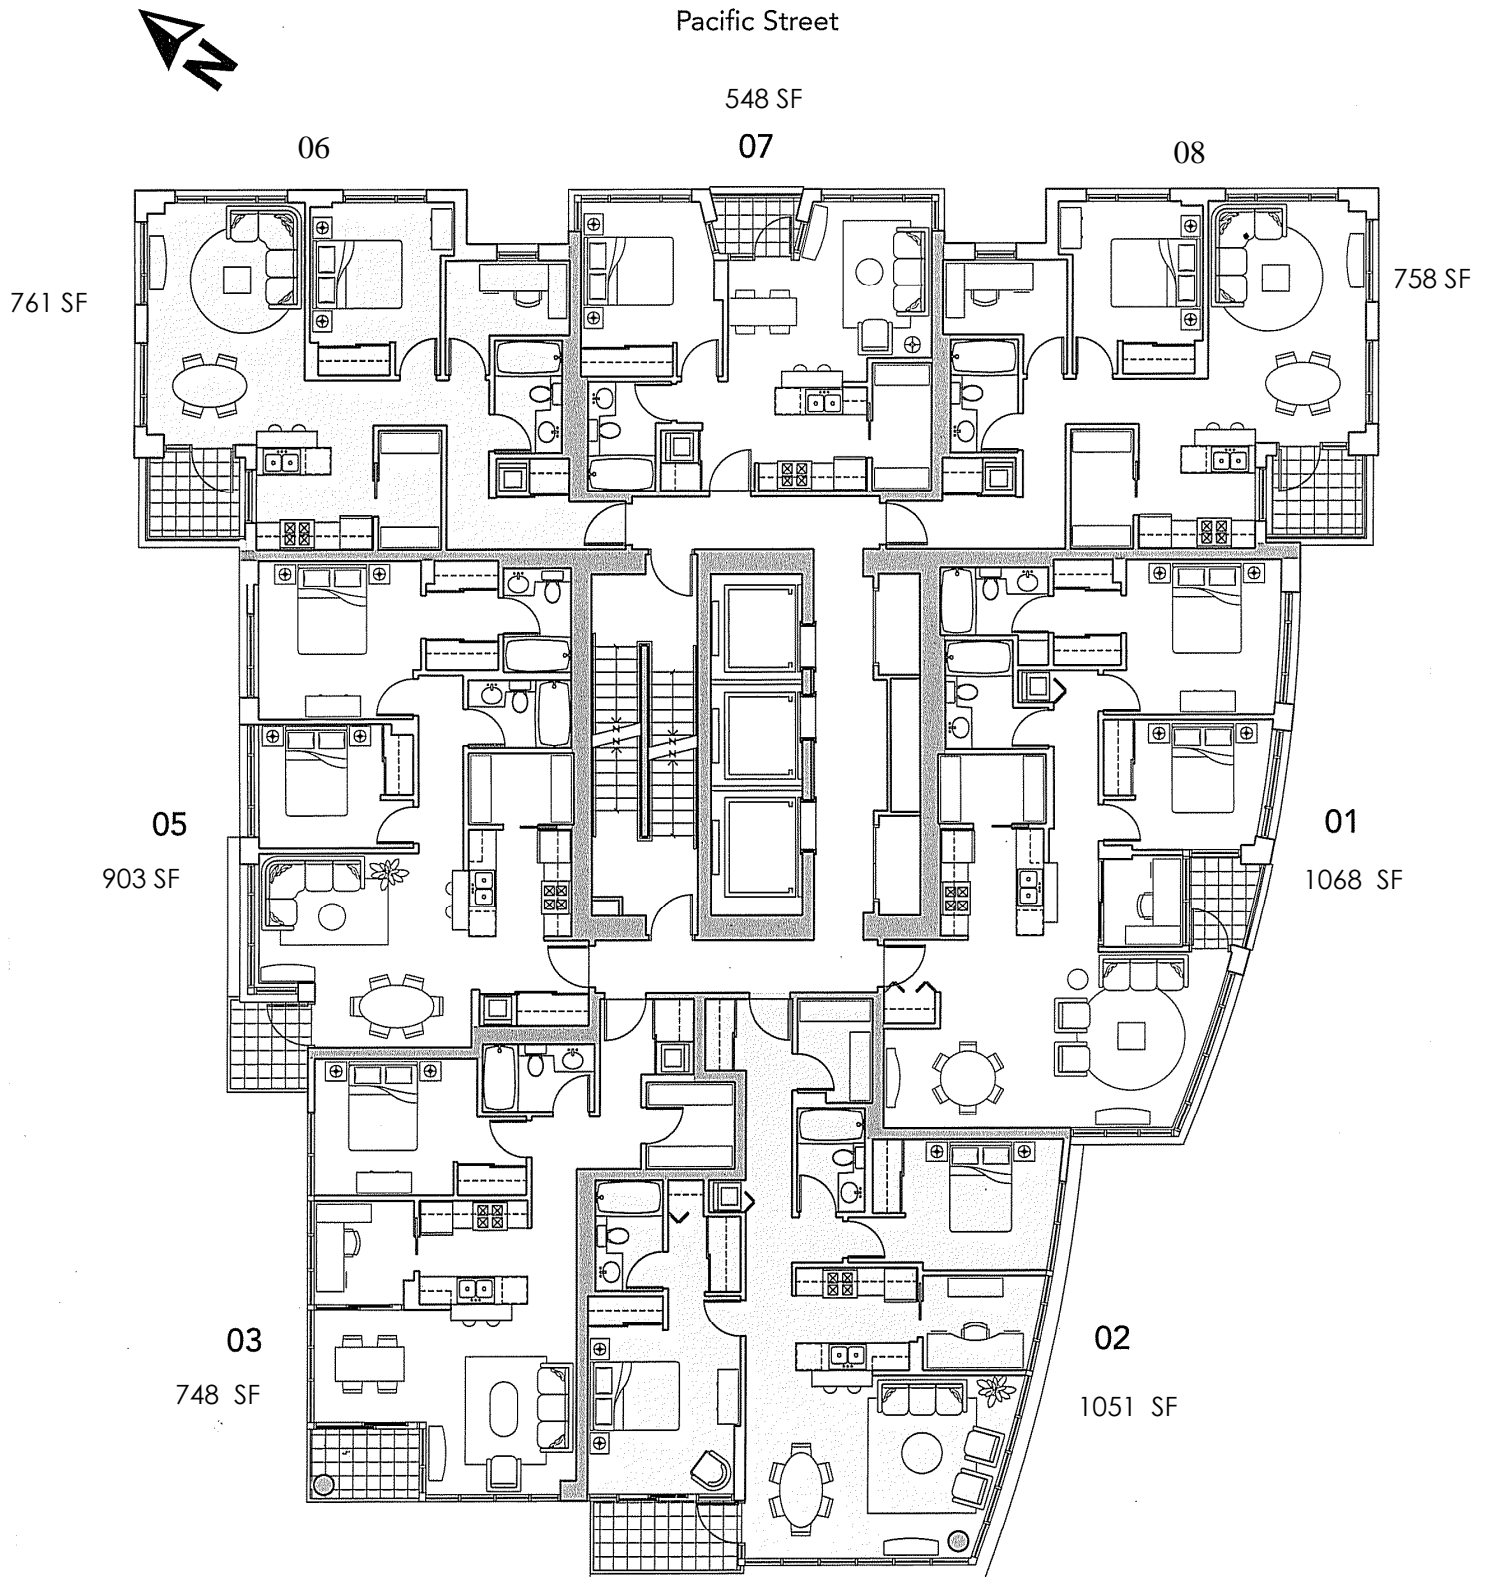 Pacific Street
N
548 SF
06
07
08
761 SF
758 SF
05
903 SF
01
1068 SF
03
748 SF
02
1051 SF